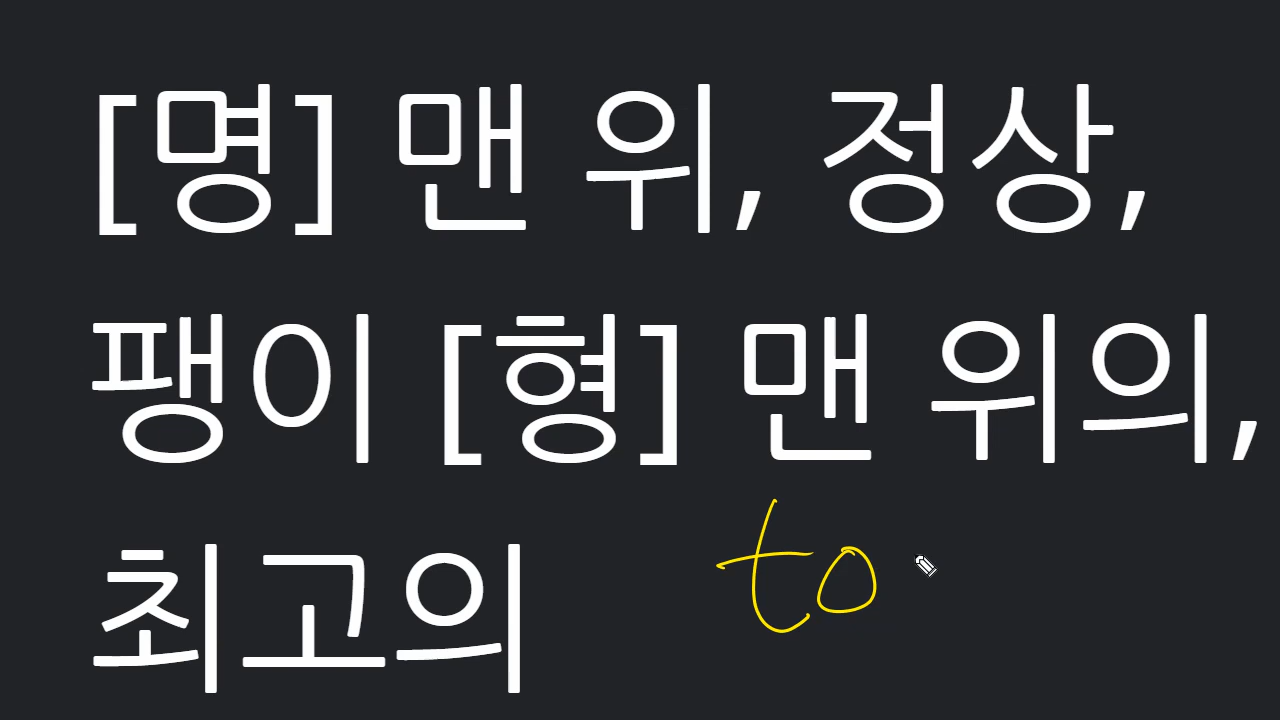 [명] 맨 위, 정상,
팽이 [형] 맨 위의,
최고의
to